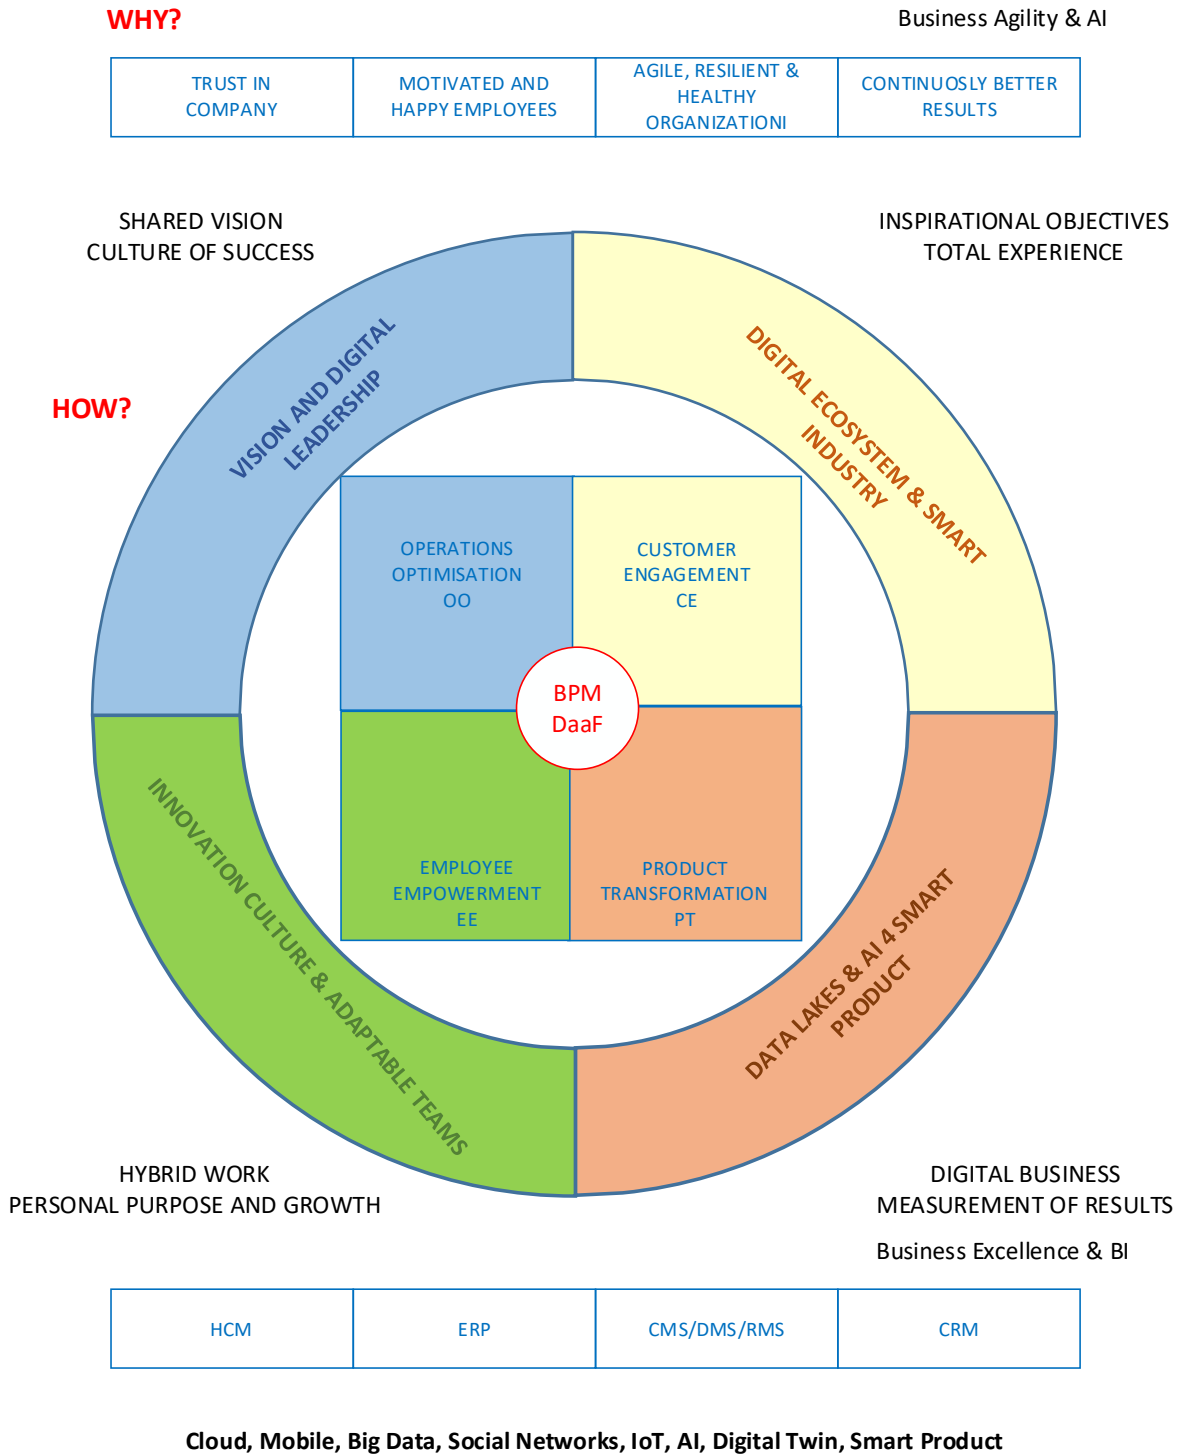 WHY?
Business Agility & AI
TRUST IN
COMPANY
MOTIVATED AND
HAPPY EMPLOYEES
AGILE, RESILIENT &
HEALTHY
ORGANIZATIONI
CONTINUOSLY BETTER
RESULTS
SHARED VISION
CULTURE OF SUCCESS
INSPIRATIONAL OBJECTIVES
TOTAL EXPERIENCE
HOW?
VISION AND DIGITAL
LEADERSHIP
DIGITAL ECOSYSTEM & SMART
INDUSTRY
OPERATIONS
OPTIMISATION
OO
CUSTOMER
ENGAGEMENT
CE
BPM
DaaF
EMPLOYEE
EMPOWERMENT
EE
PRODUCT
TRANSFORMATION
PT
INNOVATION CULTURE & ADAPTABLE TEAMS
DATA LAKES & AI 4 SMART
PRODUCT
HYBRID WORK
PERSONAL PURPOSE AND GROWTH
DIGITAL BUSINESS
MEASUREMENT OF RESULTS
Business Excellence & BI
HCM
ERP
CMS/DMS/RMS
CRM
Cloud, Mobile, Big Data, Social Networks, IoT, AI, Digital Twin, Smart Product